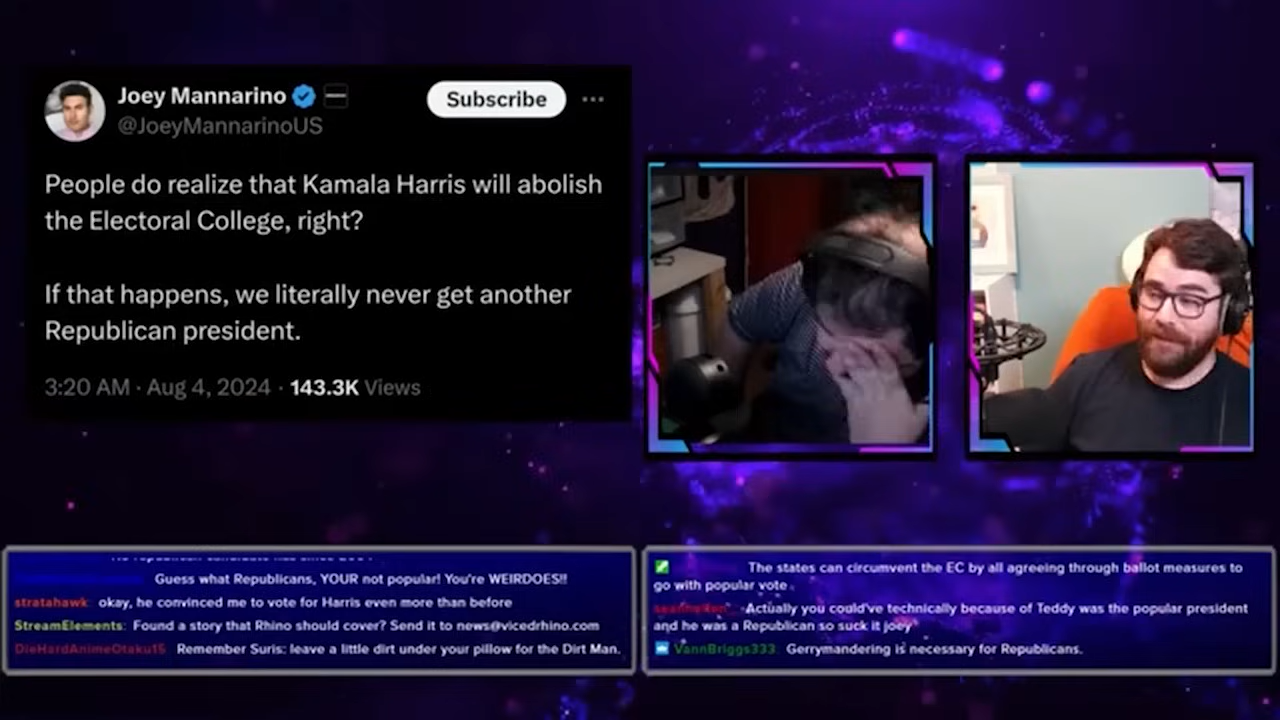 Joey Mannarino
Subscribe
@JoeyMannarinoUS
People do realize that Kamala Harris will abolish
the Electoral College, right?
If that happens, we literally never get another
Republican president.
3:20 AM · Aug 4, 2024 · 143.3K Views
Guess what Republicans, YOUR not popular! You're WEIRDOES!!
stratahawk: okay, he convinced me to vote for Harris even more than before
StreamElements: Found a story that Rhino should cover? Send it to news@vicedrhino.com
DieHardAnimeOtaku15 Remember Suris: leave a little dirt under your pillow for the Dirt Man.
The states can circumvent the EC by all agreeing through ballot measures to
go with popular vote
Actually you could've technically because of Teddy was the popular president
and he was a Republican so suck it joey
VannBriggs333: Gerrymandering is necessary for Republicans.